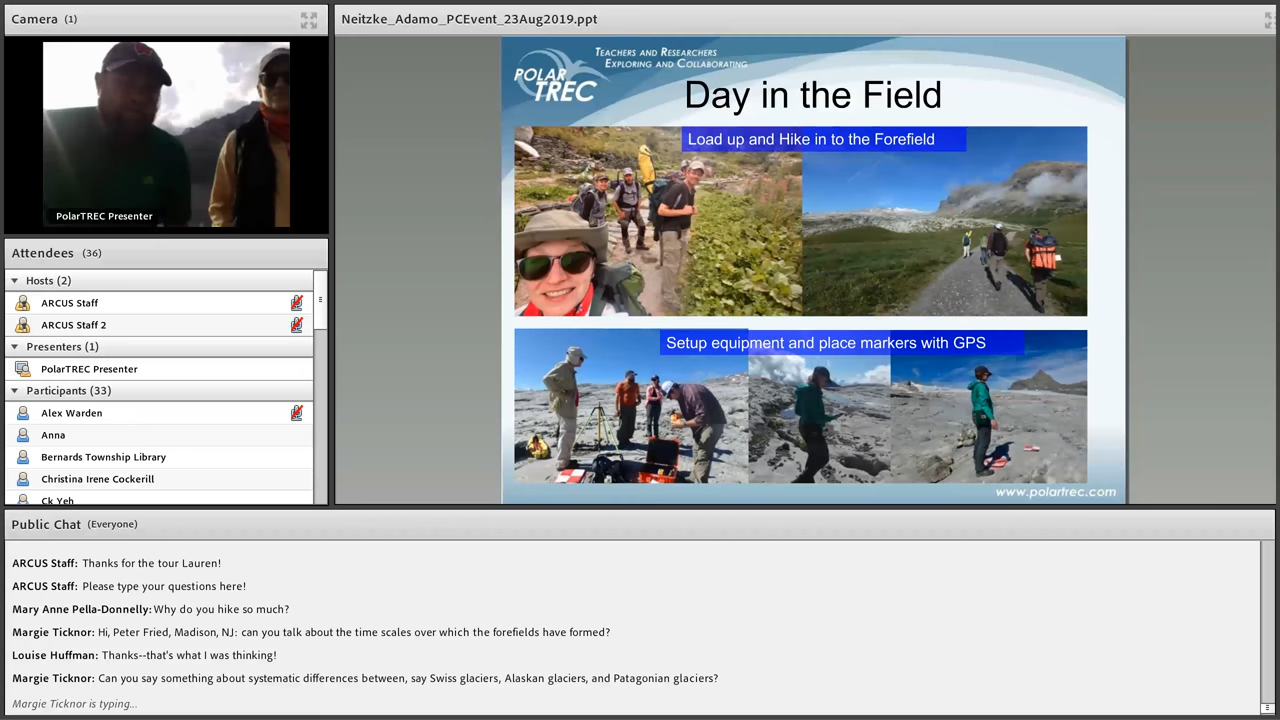 Camera (1)
PolarTREC Presenter
Attendees (36)
Hosts (2)
ARCUS Staff
ARCUS Staff 2
Presenters (1)
PolarTREC Presenter
Participants (33)
Alex Warden
Anna
Bernards Township Library
Christina Irene Cockerill
Ck Yeh
Neitzke_Adamo_PCEvent_23Aug2019.ppt
POLAR TREC
TEACHERS AND RESEARCHERS
EXPLORING AND COLLABORATING
Day in the Field
Load up and Hike in to the Forefield
Setup equipment and place markers with GPS
www.polartrec.com
Public Chat (Everyone)
ARCUS Staff: Thanks for the tour Lauren!
ARCUS Staff: Please type your questions here!
Mary Anne Pella-Donnelly: Why do you hike so much?
Margie Ticknor: Hi, Peter Fried, Madison, NJ: can you talk about the time scales over which the forefields have formed?
Louise Huffman: Thanks--that's what I was thinking!
Margie Ticknor: Can you say something about systematic differences between, say Swiss glaciers, Alaskan glaciers, and Patagonian glaciers?
Margie Ticknor is typing...